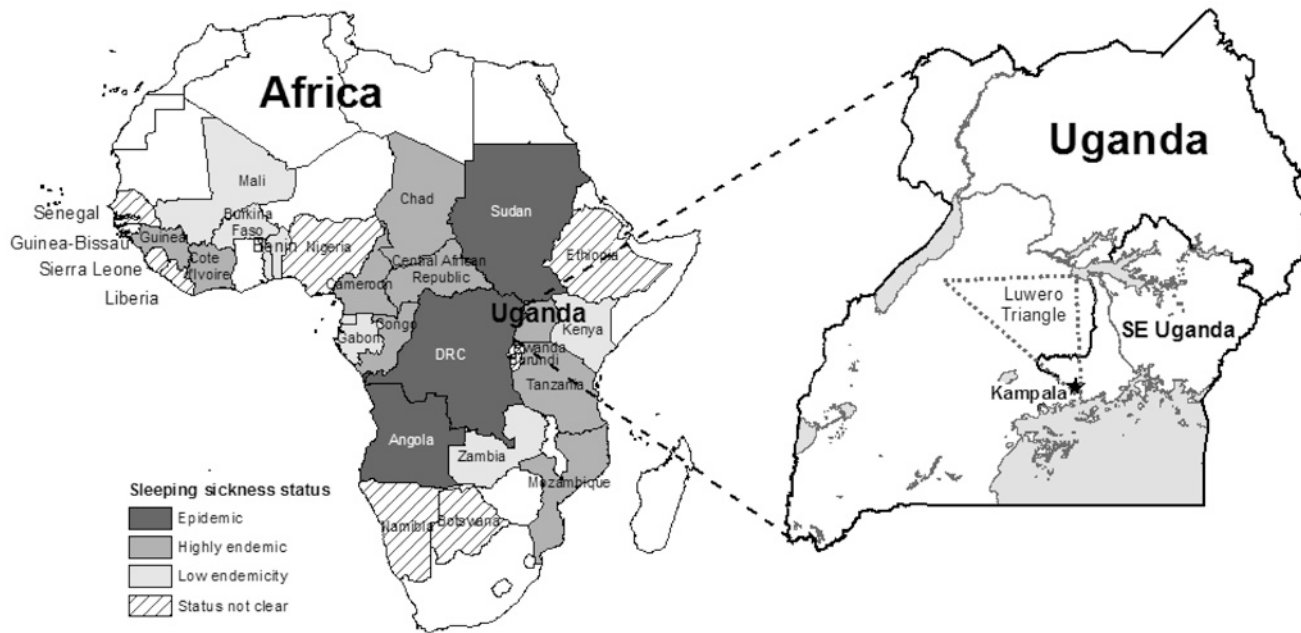 Africa
Mali
Chad
Sudan
Senegal
Burkina
Faso
Guinea-Bissau
Guinea
Benin
Nigeria
Ethiopia
Sierra Leone
Cote
d'Ivoire
Central African
Republic
Liberia
Cameroon
Uganda
Congo
Kenya
Gabon
DRC
Rwanda
Burundi
Tanzania
Angola
Zambia
Mozambique
Namibia
Botswana
Sleeping sickness status
Epidemic
Highly endemic
Low endemicity
Status not clear
Uganda
Luwero
Triangle
SE Uganda
Kampala